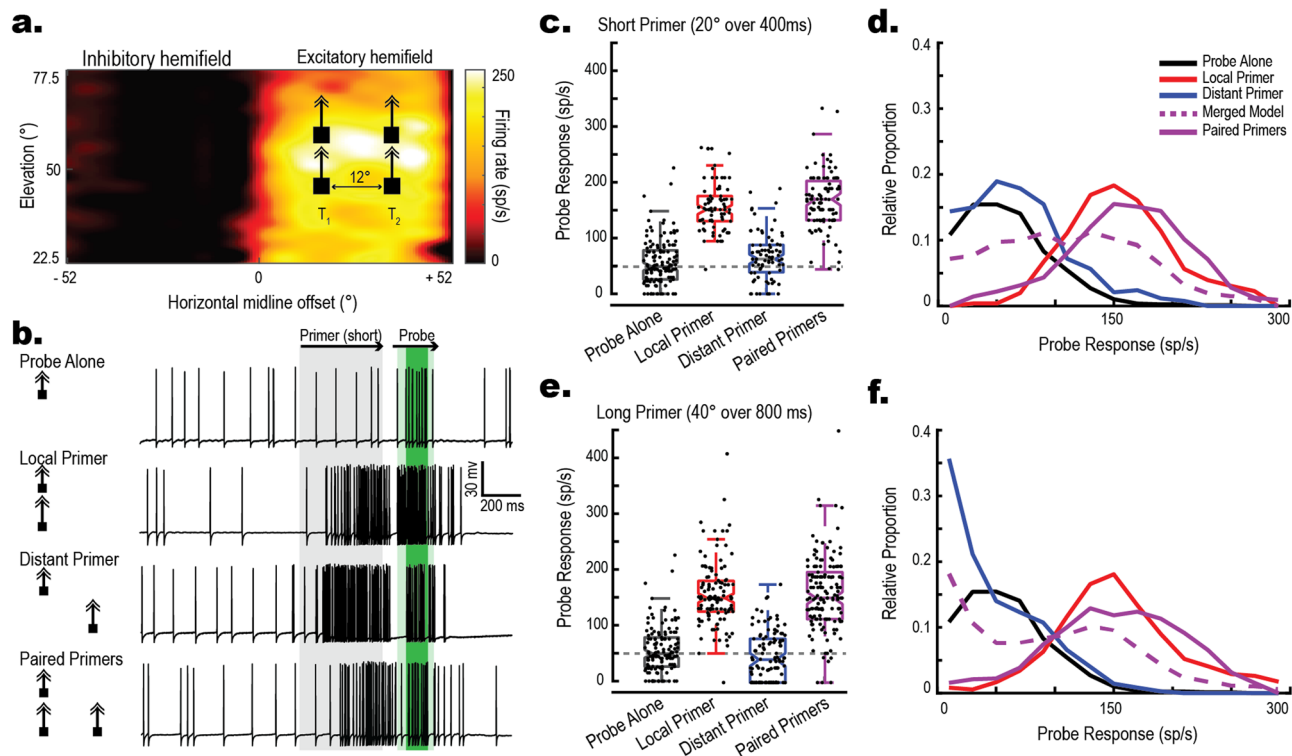 a.
Inhibitory hemifield
Excitatory hemifield
77.5
50
22.5
Elevation (°)
12°
T1
T2
- 52
0
+ 52
Horizontal midline offset (°)
250
0
Firing rate (sp/s)
b.
Primer (short)
Probe
Probe Alone
Local Primer
30 mv
200 ms
Distant Primer
Paired Primers
c.
Short Primer (20° over 400ms)
400
300
200
100
0
Probe Response (sp/s)
Probe Alone
Local Primer
Distant Primer
Paired Primers
d.
0.4
0.3
0.2
0.1
0
Relative Proportion
Probe Alone
Local Primer
Distant Primer
Merged Model
Paired Primers
0
150
300
Probe Response (sp/s)
e.
Long Primer (40° over 800 ms)
400
300
200
100
0
Probe Response (sp/s)
Probe Alone
Local Primer
Distant Primer
Paired Primers
f.
0.4
0.3
0.2
0.1
0
Relative Proportion
0
150
300
Probe Response (sp/s)